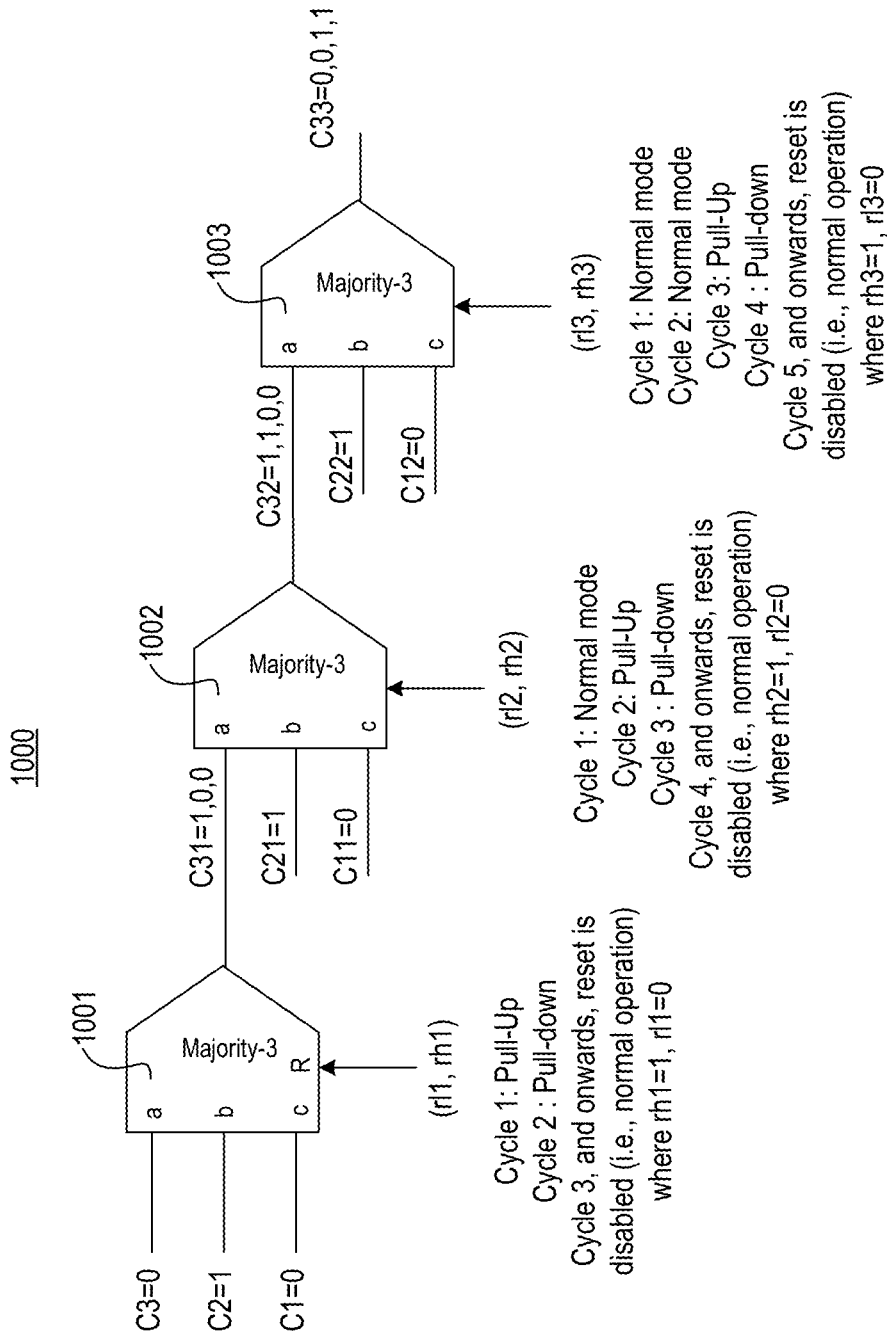 1000
1001
C3=0
C2=1
C1=0
a
b
c
Majority-3
R
(rl1, rh1)
Cycle 1: Pull-Up
Cycle 2 : Pull-down
Cycle 3, and onwards, reset is
disabled (i.e., normal operation)
where rh1=1, rl1=0
1002
C31=1,0,0
C21=1
C11=0
a
b
c
Majority-3
(rl2, rh2)
Cycle 1: Normal mode
Cycle 2: Pull-Up
Cycle 3 : Pull-down
Cycle 4, and onwards, reset is
disabled (i.e., normal operation)
where rh2=1, rl2=0
1003
C32=1,1,0,0
C22=1
C12=0
a
b
c
Majority-3
C33=0,0,1,1
(rl3, rh3)
Cycle 1: Normal mode
Cycle 2: Normal mode
Cycle 3: Pull-Up
Cycle 4 : Pull-down
Cycle 5, and onwards, reset is
disabled (i.e., normal operation)
where rh3=1, rl3=0